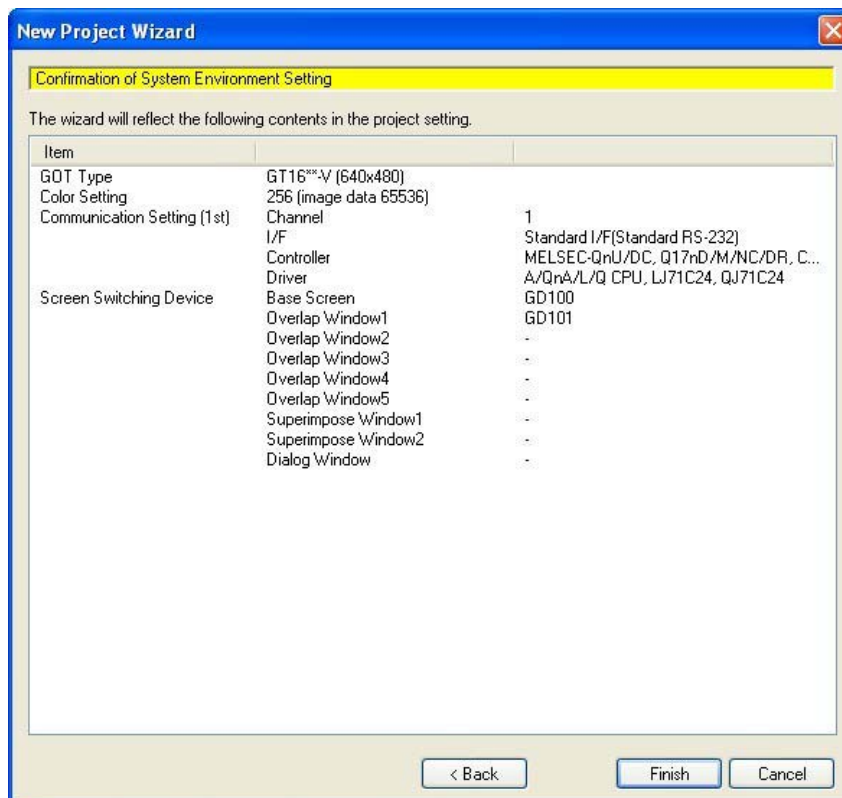 New Project Wizard
Confirmation of System Environment Setting
The wizard will reflect the following contents in the project setting.
Item
GOT Type GT16**-V (640x480)
Color Setting 256 (image data 65536)
Communication Setting (1st) Channel 1
I/F Standard I/F(Standard RS-232)
Controller MELSEC-QnU/DC, Q17nD/M/NC/DR, C...
Driver A/QnA/L/Q CPU, LJ71C24, QJ71C24
Screen Switching Device Base Screen GD100
Overlap Window1 GD101
Overlap Window2 -
Overlap Window3 -
Overlap Window4 -
Overlap Window5 -
Superimpose Window1 -
Superimpose Window2 -
Dialog Window -
< Back Finish Cancel